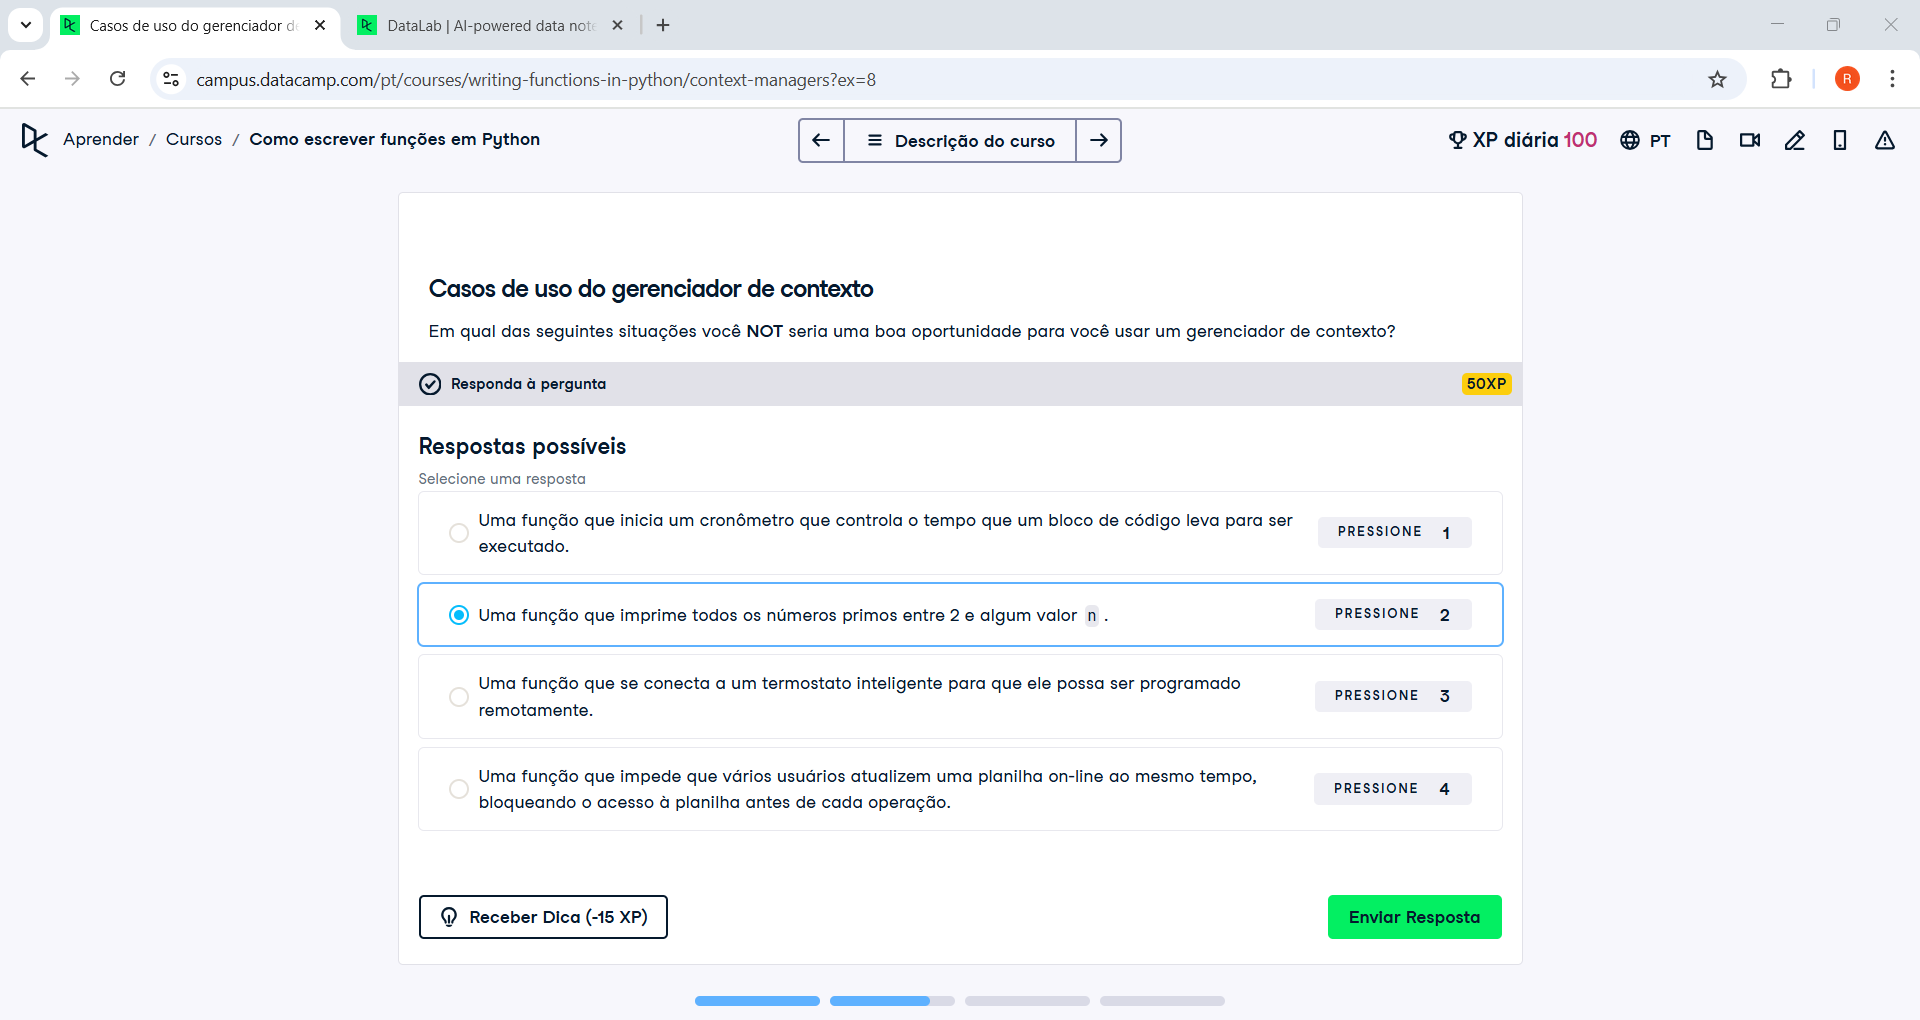 Casos de uso do gerenciador de
DataLab | AI-powered data note
campus.datacamp.com/pt/courses/writing-functions-in-python/context-managers?ex=8
R
Aprender / Cursos / Como escrever funções em Python
Descrição do curso
XP diária 100
PT
Casos de uso do gerenciador de contexto
Em qual das seguintes situações você NOT seria uma boa oportunidade para você usar um gerenciador de contexto?
Responda à pergunta
50XP
Respostas possíveis
Selecione uma resposta
Uma função que inicia um cronômetro que controla o tempo que um bloco de código leva para ser
executado.
PRESSIONE 1
Uma função que imprime todos os números primos entre 2 e algum valor n .
PRESSIONE 2
Uma função que se conecta a um termostato inteligente para que ele possa ser programado
remotamente.
PRESSIONE 3
Uma função que impede que vários usuários atualizem uma planilha on-line ao mesmo tempo,
bloqueando o acesso à planilha antes de cada operação.
PRESSIONE 4
Receber Dica (-15 XP)
Enviar Resposta